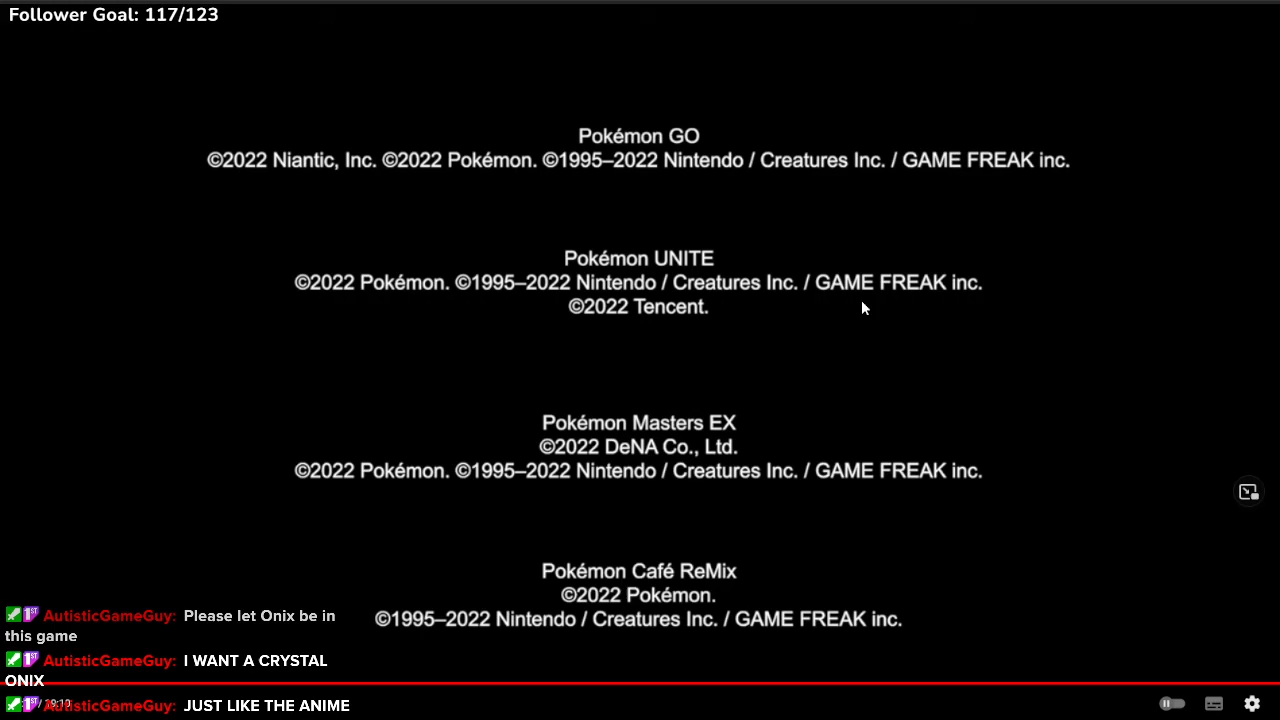 Follower Goal: 117/123
Pokémon GO
©2022 Niantic, Inc. ©2022 Pokémon. ©1995–2022 Nintendo / Creatures Inc. / GAME FREAK inc.
Pokémon UNITE
©2022 Pokémon. ©1995–2022 Nintendo / Creatures Inc. / GAME FREAK inc.
©2022 Tencent.
Pokémon Masters EX
©2022 DeNA Co., Ltd.
©2022 Pokémon. ©1995–2022 Nintendo / Creatures Inc. / GAME FREAK inc.
Pokémon Café ReMix
©2022 Pokémon.
©1995–2022 Nintendo / Creatures Inc. / GAME FREAK inc.
AutisticGameGuy: Please let Onix be in
this game
AutisticGameGuy: I WANT A CRYSTAL
ONIX
AutisticGameGuy: JUST LIKE THE ANIME